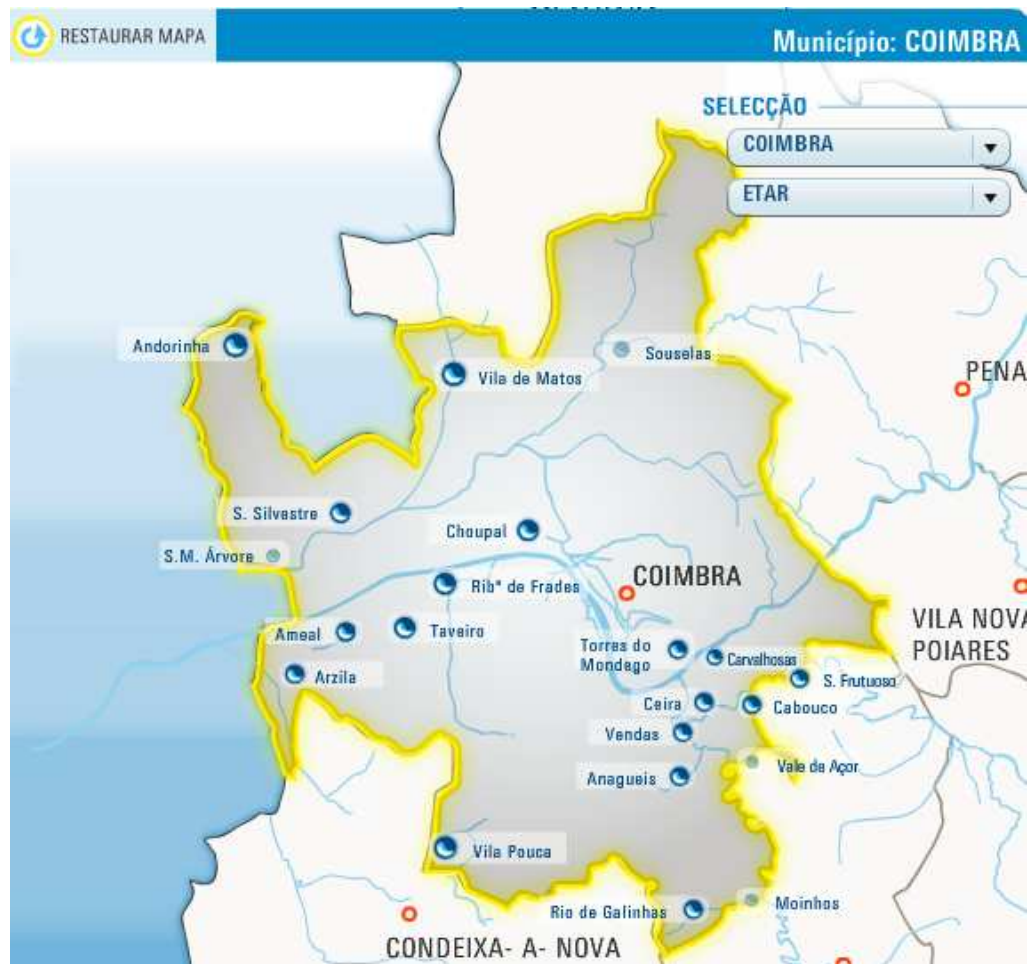 RESTAURAR MAPA
Município: COIMBRA
SELECÇÃO
COIMBRA
ETAR
Andorinha
Souselas
PENA
Vila de Matos
S. Silvestre
Choupal
S.M. Árvore
COIMBRA
Ribª de Frades
VILA NOVA
POIARES
Ameal
Taveiro
Torres do
Mondego
Carvalhosas
Arzila
S. Frutuoso
Ceira
Cabouco
Vendas
Vale de Açor
Anagueis
Vila Pouca
Moinhos
Rio de Galinhas
CONDEIXA- A- NOVA